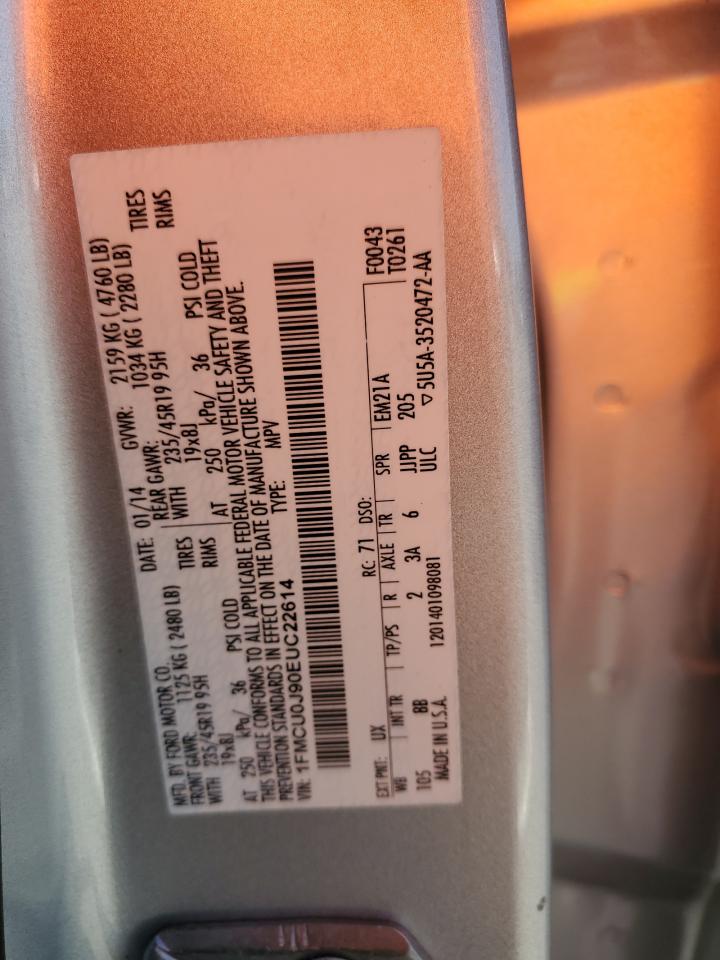 MFD. BY FORD MOTOR CO.
DATE: 01/14 GVWR: 2159 KG ( 4760 LB)
FRONT GAWR: 1125 KG ( 2480 LB) REAR GAWR: 1034 KG ( 2280 LB)
WITH 235/45R19 95H TIRES WITH 235/45R19 95H TIRES
19x8J RIMS 19x8J RIMS
AT 250 kPa/ 36 PSI COLD AT 250 kPa/ 36 PSI COLD
THIS VEHICLE CONFORMS TO ALL APPLICABLE FEDERAL MOTOR VEHICLE SAFETY AND THEFT
PREVENTION STANDARDS IN EFFECT ON THE DATE OF MANUFACTURE SHOWN ABOVE.
VIN: 1FMCU0J90EUC22614 TYPE: MPV
F0043
T0261
EXT PNT: UX RC: 71 DSO:
WB INT TR TP/PS R AXLE TR SPR EM21A
105 BB 2 3A 6 JJPP 205
MADE IN U.S.A. 1201401098081 ULC ▽5U5A-3520472-AA